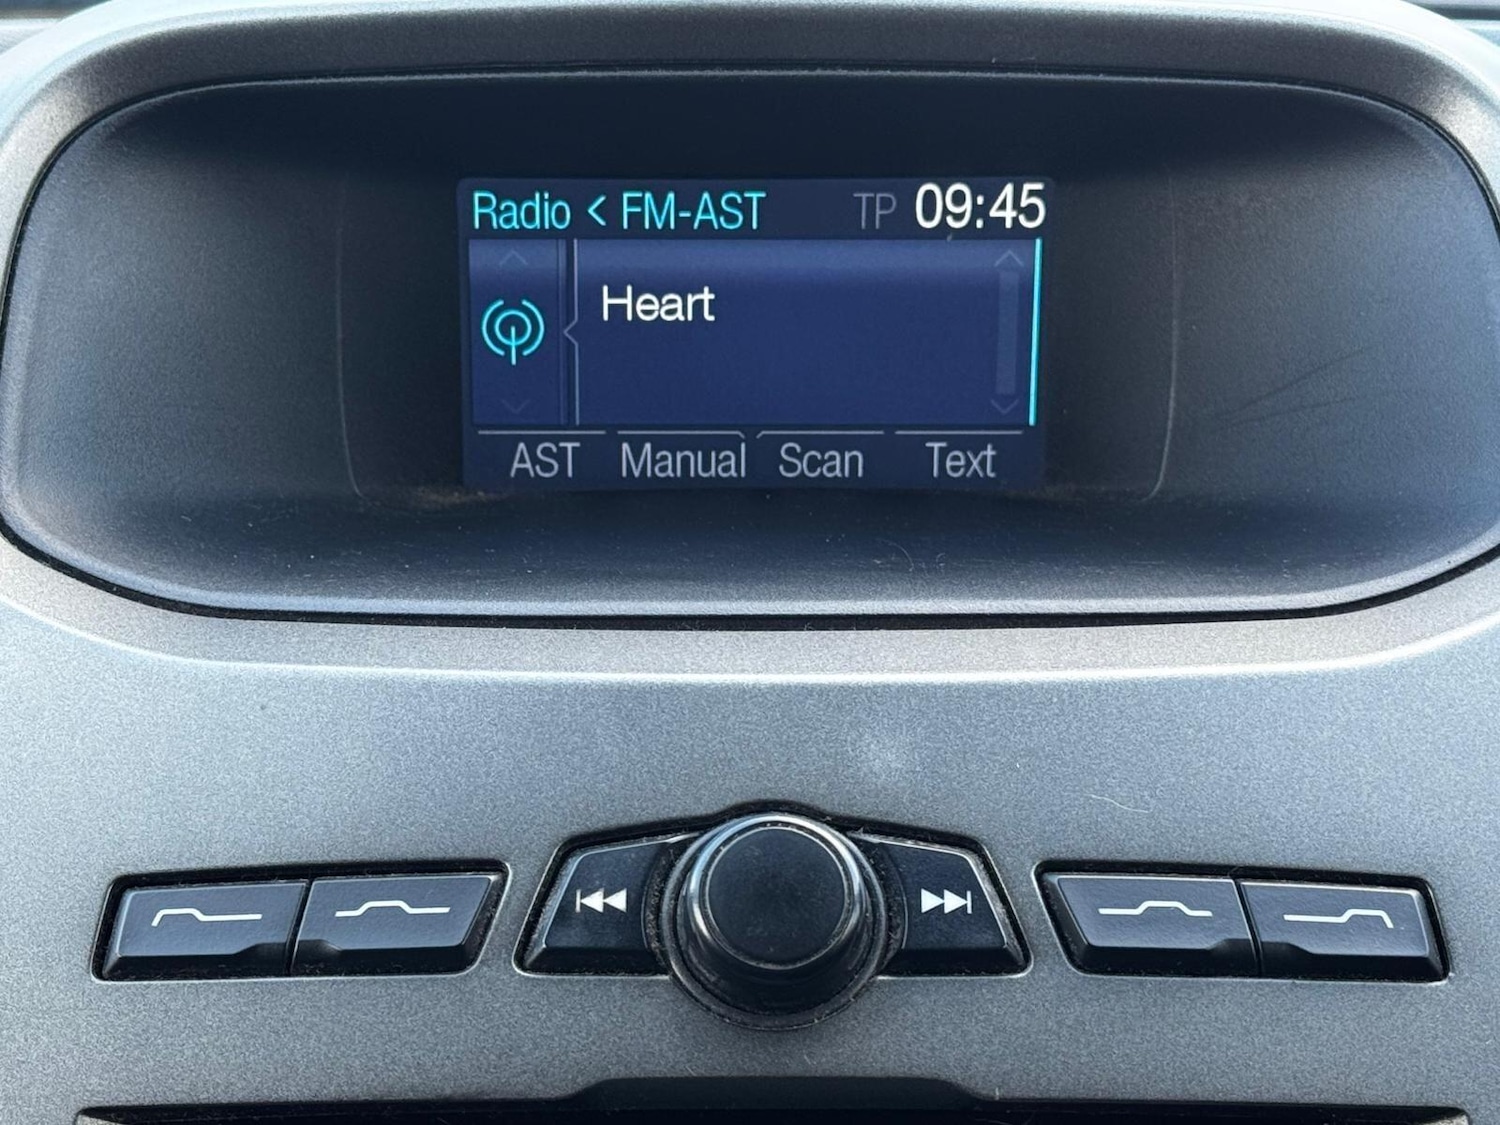 Radio < FM-AST TP 09:45
Heart
AST Manual Scan Text